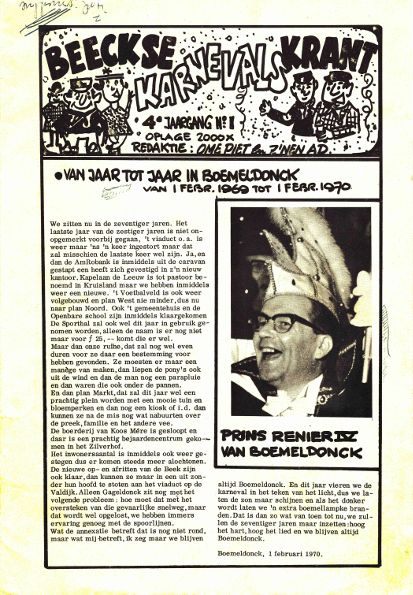 BEECKSE KARNEVALS KRANT
4e JAARGANG Nº 1
OPLAGE 2000x
REDAKTIE: OME PIET en Z'NEN AD.
•VAN JAAR TOT JAAR IN BOEMELDONCK
VAN 1 FEBR. 1969 TOT 1 FEBR. 1970
We zitten nu in de zeventiger jaren. Het
laatste jaar van de zestiger jaren is niet on-
opgemerkt voorbij gegaan, 't viaduct o.a. is
weer maar 'ns 'n keer ingestort maar dat
zal misschien de laatste keer wel zijn. Ja, en
dan de AmRobank is inmiddels uit de caravan
gestapt een heeft zich gevestigd in z'n nieuw
kantoor. Kapelaan de Leeuw is tot pastoor be-
noemd in Kruisland maar we hebben inmiddels
weer een nieuwe. 't Voetbalveld is ook weer
volgebouwd en plan West nie minder, dus nu
naar plan Noord. Ook 't gemeentehuis en de
Openbare school zijn inmiddels klaargekomen
De Sporthal zal ook wel dit jaar in gebruik ge-
nomen worden, alleen de naam is er nog niet
maar voor f 25,-- komt die er wel.
Maar dan onze ruïne, dat zal nog wel even
duren voor ze daar een bestemming voor
hebben gevonden. Ze moesten er maar een
manège van maken, dan liepen de pony's ook
uit de wind en dan de man nog een parapluie
en dan waren die ook onder de pannen.
En dan plan Markt, dat zal dit jaar wel een
prachtig plein worden met een mooie tuin en
bloemperken en dan nog een kiosk of i.d. dan
kunnen ze na de mis nog wat nabuurten over
de preek, familie en het andere vee.
De boerderij van Koos Mére is gesloopt en
daar is een prachtig bejaardencentrum geko-
men in het Zilverhof.
Het inwonersaantal is inmiddels ook weer ge-
stegen dus er komen steeds meer alochtonen.
De nieuwe op- en afritten van de Beek zijn
ook klaar, dan kunnen ze maar in een uit zon-
der hun hoofd te stoten aan het viaduct op de
Valdijk. Alleen Gagoldonck zit nog met het
volgende probleem: hoe moet dat met het
oversteken van die gevaarlijke snelweg, maar
dat wordt wel opgelost, we hebben immers
ervaring genoeg met de spoorlijnen.
Wat de annexatie betreft dat is nog niet rond,
maar wat mij betreft, ik zeg maar we blijven
PRINS RENIER IV
VAN BOEMELDONCK
altijd Boemeldonck. En dit jaar vieren we de
karneval in het teken van het licht, dus we la-
ten de zon maar schijnen en als het donker
worden laten we 'n extra boemellampke bran-
den. Dat is dan zo wat van toen tot nu, we zul-
len de zeventiger jaren maar inzetten: hoog
het hart, hoog het lied en we blijven altijd
Boemeldonck.
Boemeldonck, 1 februari 1970.